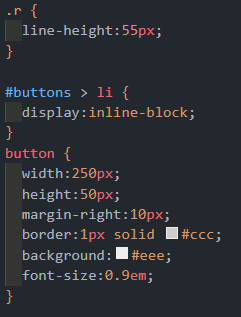 .r {
line-height:55px;
}
#buttons > li {
display:inline-block;
}
button {
width:250px;
height:50px;
margin-right:10px;
border:1px solid #ccc;
background:#eee;
font-size:0.9em;
}